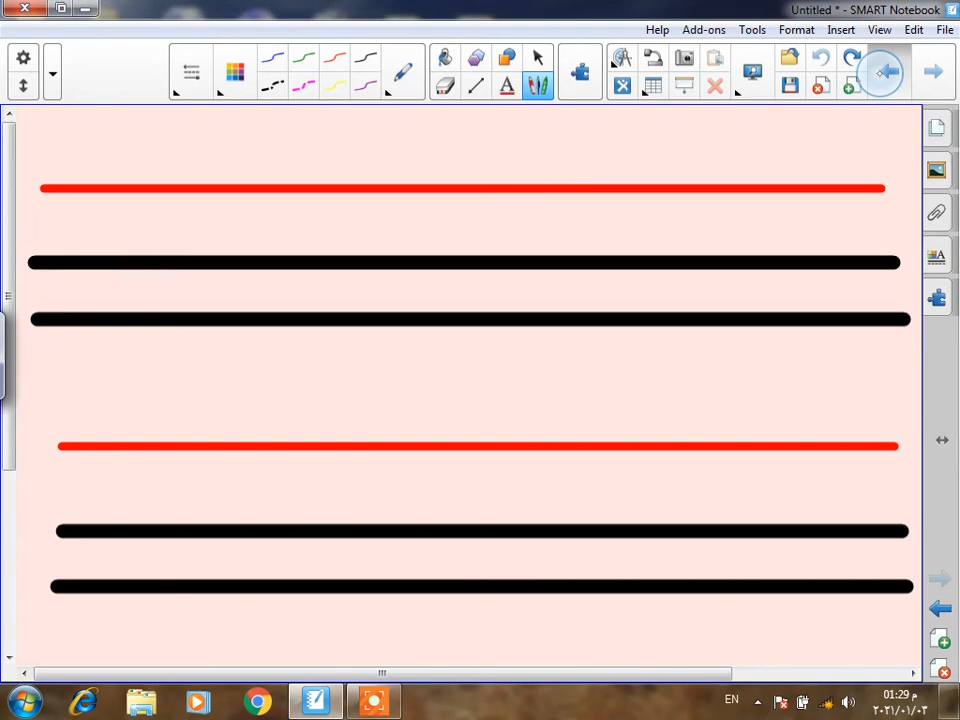 Untitled * - SMART Notebook
Help Add-ons Tools Format Insert View Edit File
EN
01:29 م
٢٠٢١/٠١/٠٣